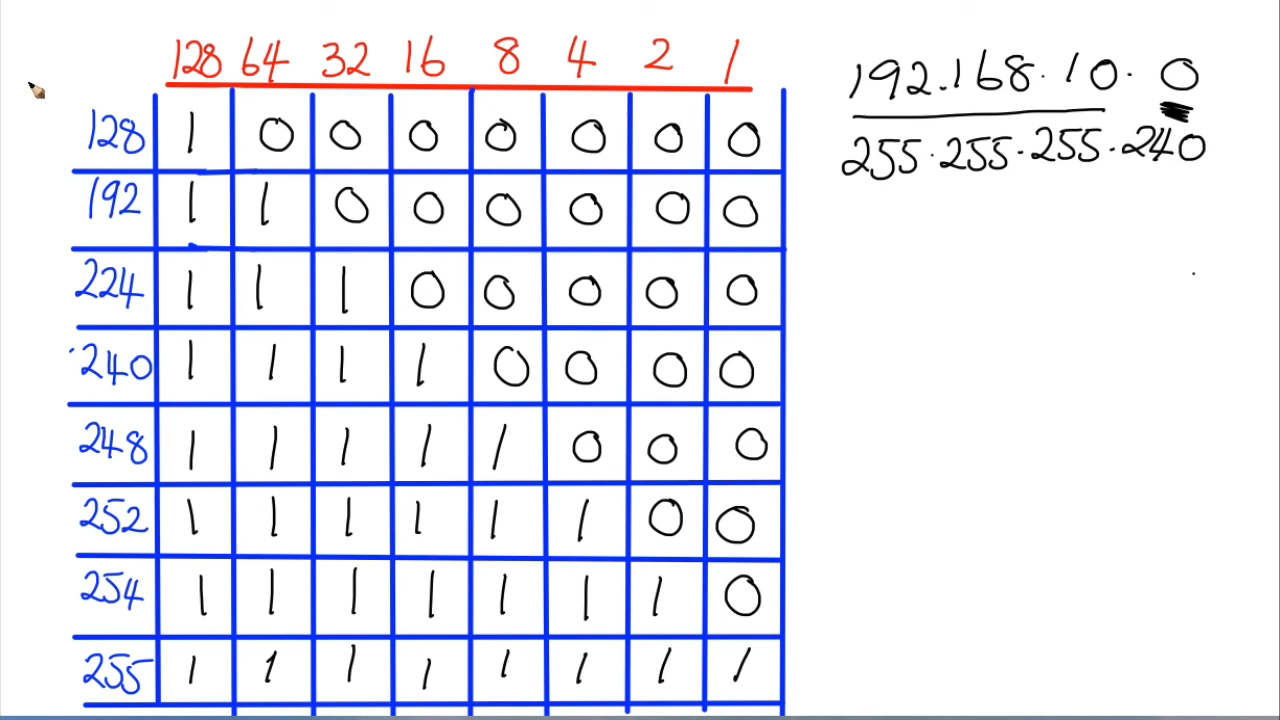 128 64 32 16 8 4 2 1
128 1 0 0 0 0 0 0 0
192 1 1 0 0 0 0 0 0
224 1 1 1 0 0 0 0 0
240 1 1 1 1 0 0 0 0
248 1 1 1 1 1 0 0 0
252 1 1 1 1 1 1 0 0
254 1 1 1 1 1 1 1 0
255 1 1 1 1 1 1 1 1
192.168.10.0
255.255.255.240